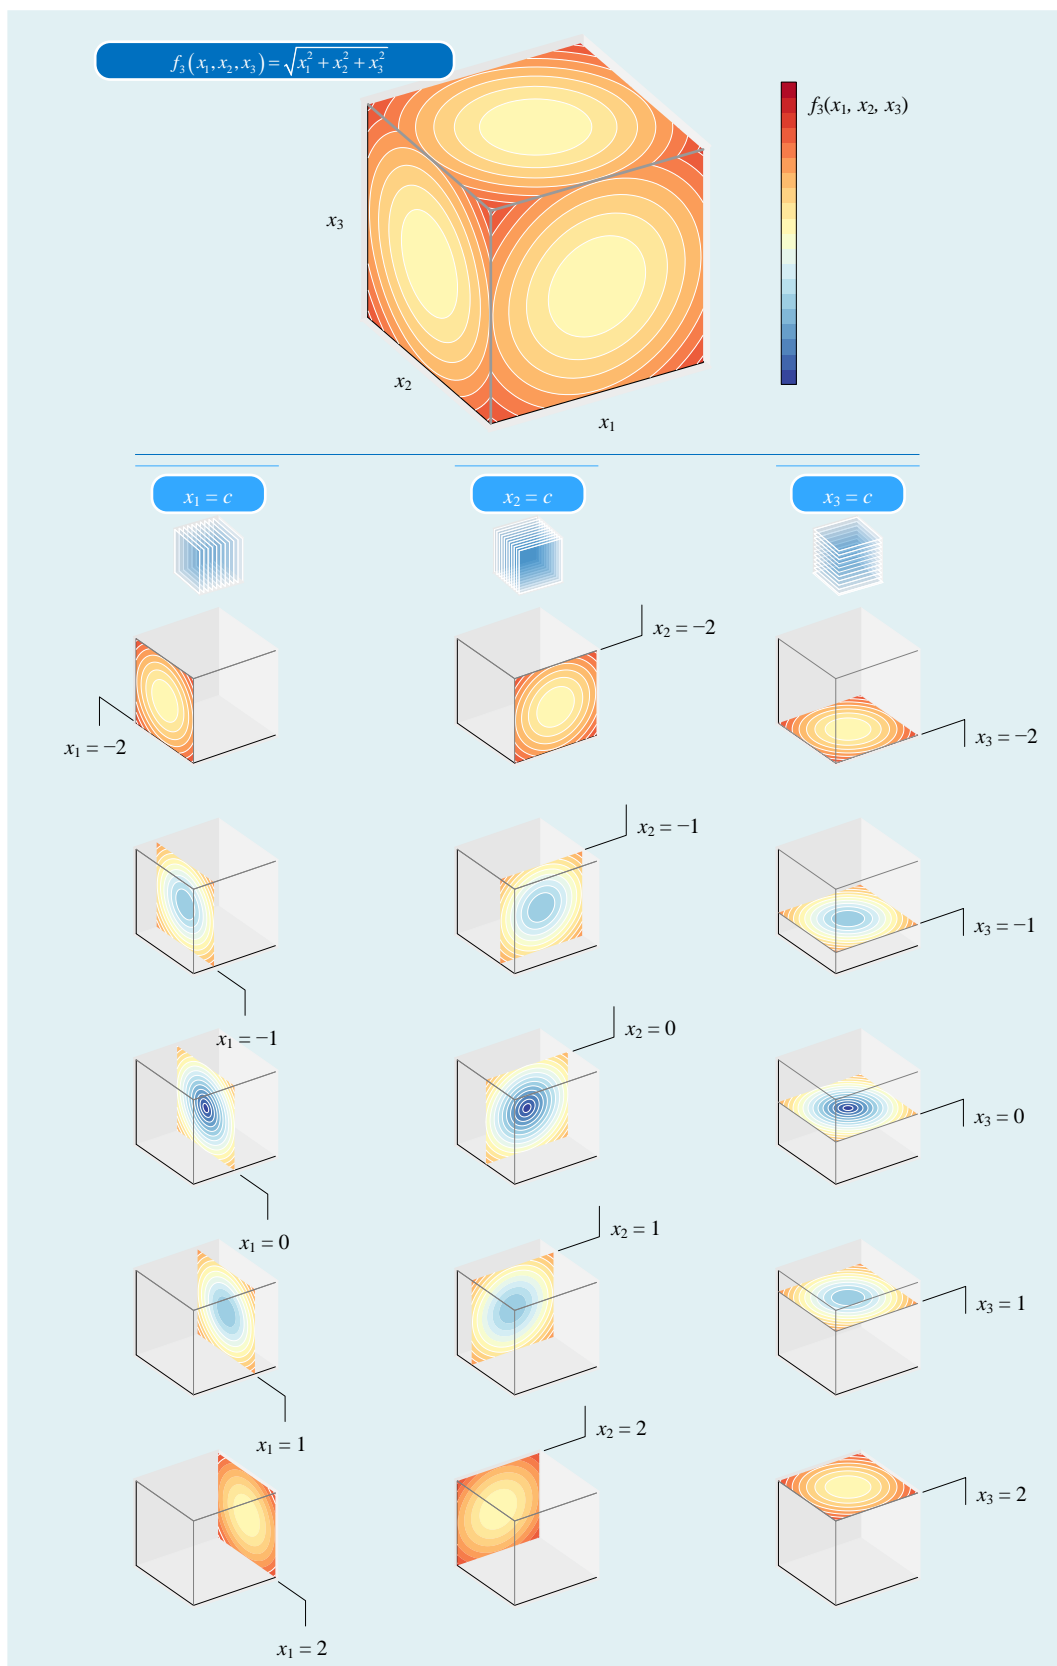 f₃(x₁, x₂, x₃) = √(x₁² + x₂² + x₃²)
f₃(x₁, x₂, x₃)
x₃
x₂
x₁
x₁ = c
x₂ = c
x₃ = c
x₂ = −2
x₁ = −2
x₃ = −2
x₂ = −1
x₃ = −1
x₁ = −1
x₂ = 0
x₃ = 0
x₁ = 0
x₂ = 1
x₃ = 1
x₁ = 1
x₂ = 2
x₃ = 2
x₁ = 2